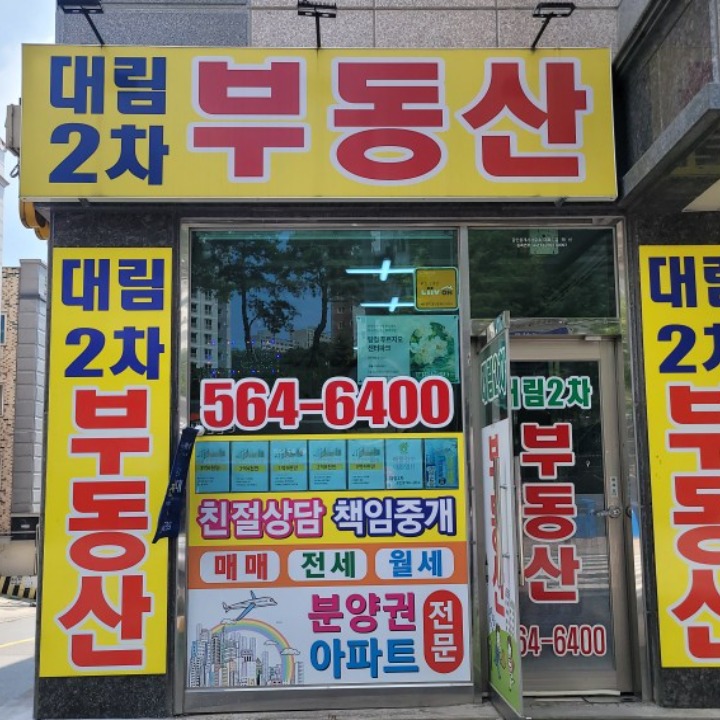 대림
2차
부동산
대림
2차
부동산
564-6400
친절상담 책임중개
매매 전세 월세
분양권
아파트
전문
대림2차
부동산
64-6400
대림
2차
부동산